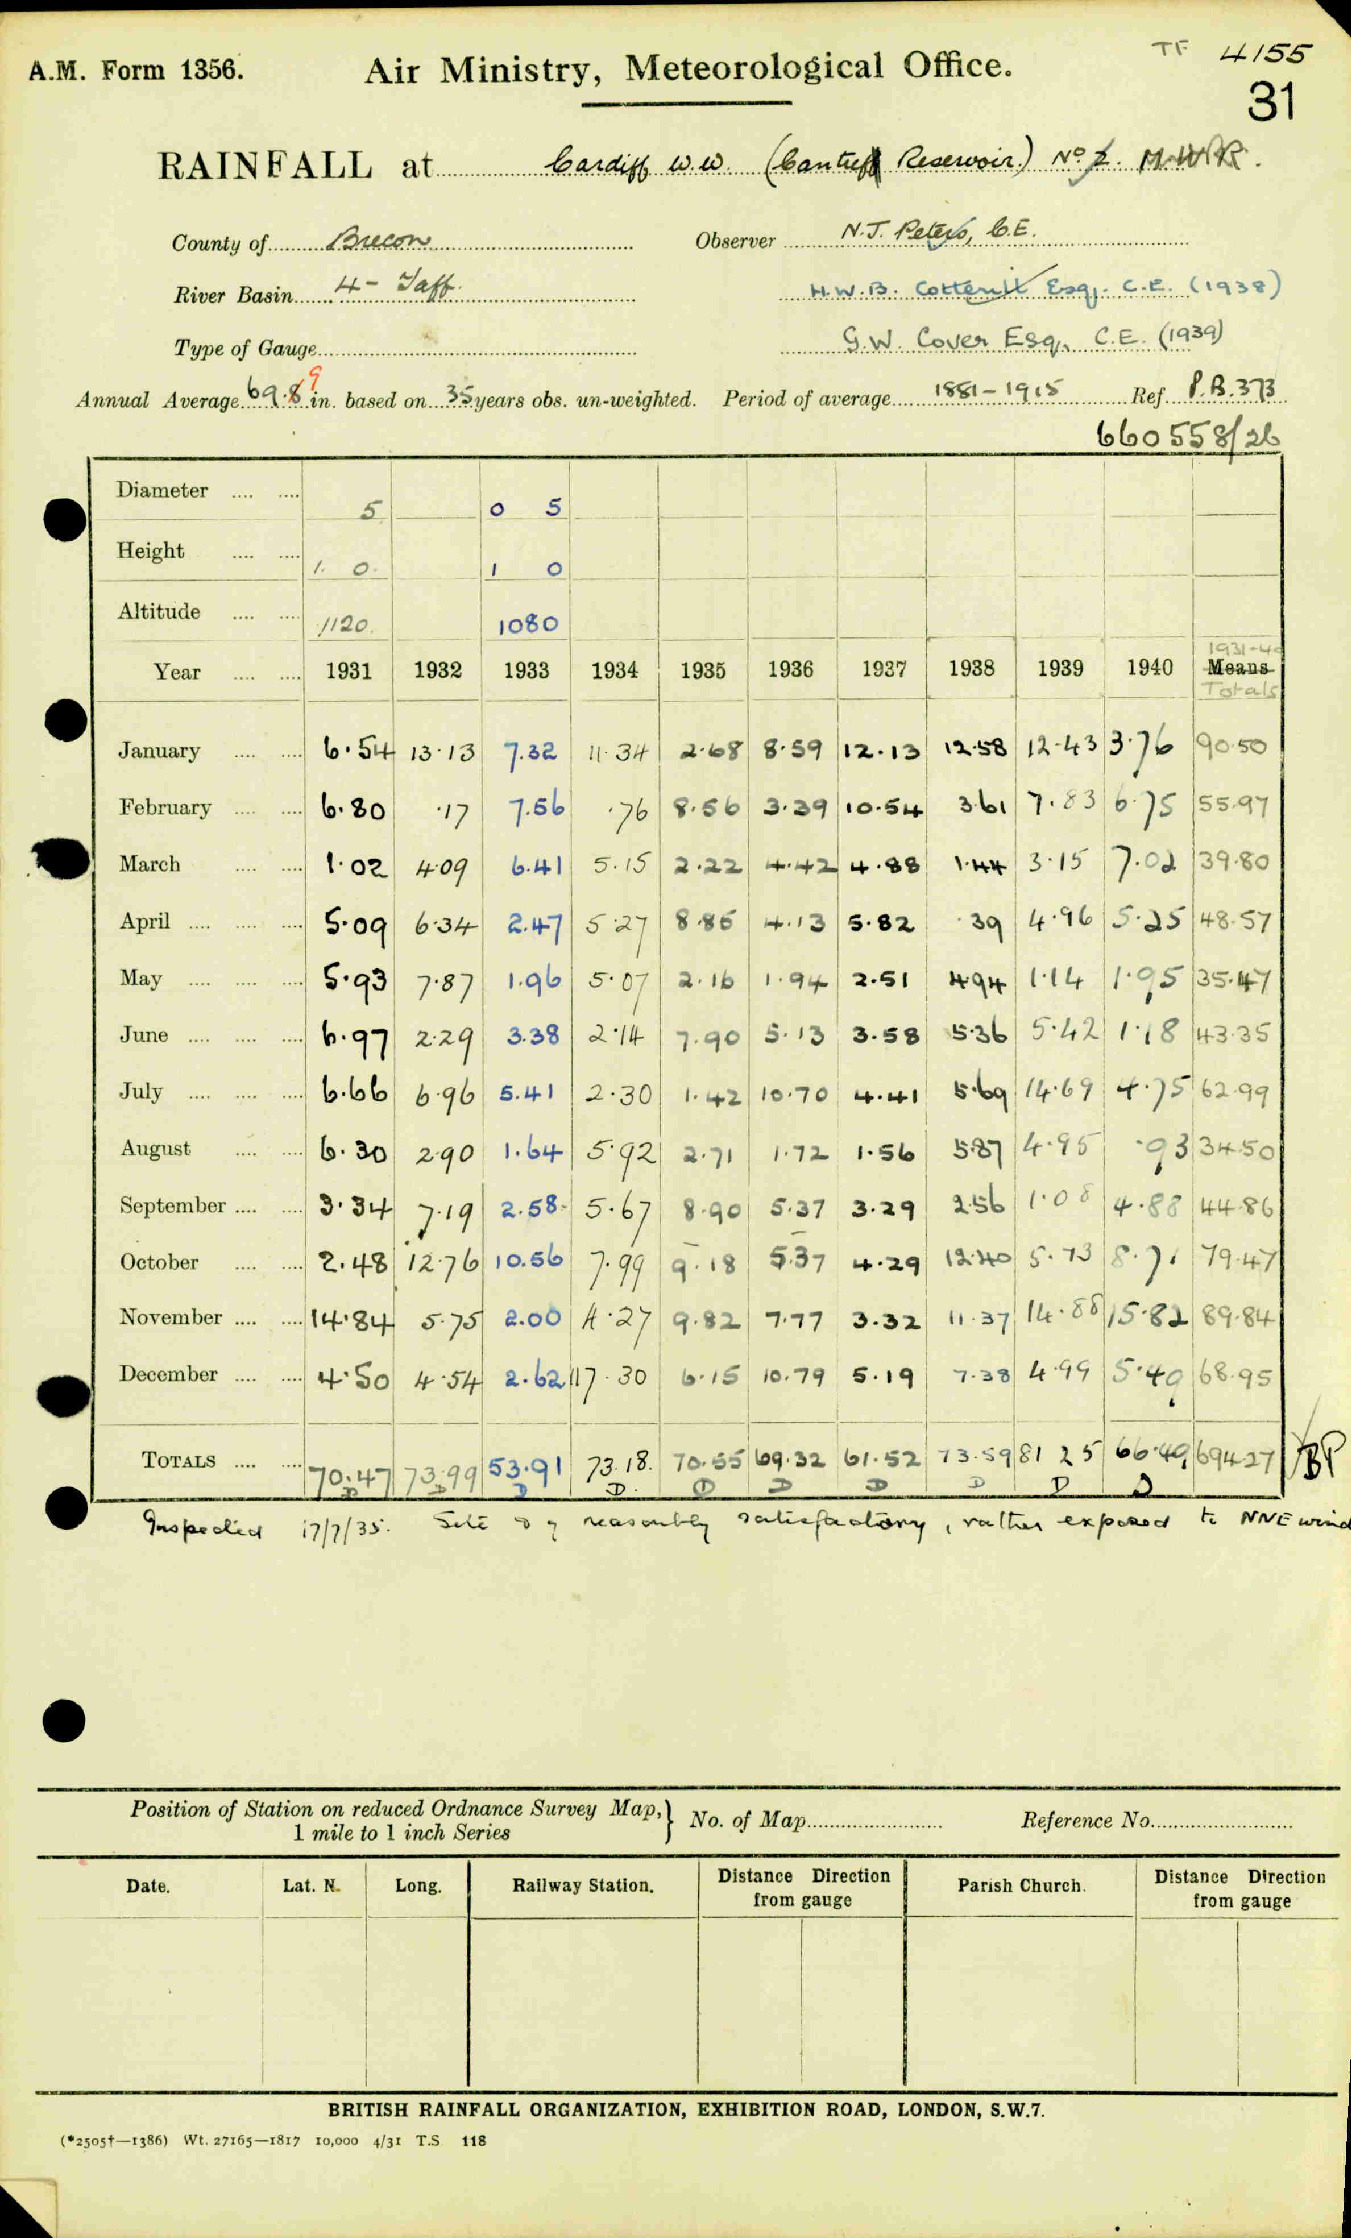 TF 4155
A.M. Form 1356. Air Ministry, Meteorological Office. 31
RAINFALL at Cardiff W.W. (Cantreff Reservoir.) No 2.
County of Brecon Observer N.J. Peters, C.E.
River Basin 4- Taff. H.W.B. Cotterill Esq. C.E. (1938)
Type of Gauge G.W. Cover Esq. C.E. (1939)
Annual Average 69.8 9 in. based on 35 years obs. un-weighted. Period of average 1881-1915 Ref. P.B.373
660558/26
Diameter .... .... 5 0 5
Height .... .... 1. 0. 1 0
Altitude .... .... 1120 1080
Year .... .... 1931 1932 1933 1934 1935 1936 1937 1938 1939 1940 1931-40 Means Totals
January .... .... 6.54 13.13 7.32 11.34 2.68 8.59 12.13 12.58 12.43 3.76 90.50
February .... .... 6.80 .17 7.56 .76 8.56 3.39 10.54 3.61 7.83 6.75 55.97
March .... .... 1.02 4.09 6.41 5.15 2.22 4.42 4.88 1.44 3.15 7.02 39.80
April .... .... .... 5.09 6.34 2.47 5.27 8.85 4.13 5.82 .39 4.96 5.25 48.57
May .... .... .... 5.93 7.87 1.96 5.07 2.16 1.94 2.51 4.94 1.14 1.95 35.47
June .... .... .... 6.97 2.29 3.38 2.14 7.90 5.13 3.58 5.36 5.42 1.18 43.35
July .... .... .... 6.66 6.96 5.41 2.30 1.42 10.70 4.41 5.69 14.69 4.75 62.99
August .... .... 6.30 2.90 1.64 5.92 2.71 1.72 1.56 5.87 4.95 .93 34.50
September .... .... 3.34 7.19 2.58 5.67 8.90 5.37 3.29 2.56 1.08 4.88 44.86
October .... .... 2.48 12.76 10.56 7.99 9.18 5.37 4.29 12.40 5.73 8.71 79.47
November .... .... 14.84 5.75 2.00 4.27 9.82 7.77 3.32 11.37 14.88 15.82 89.84
December .... .... 4.50 4.54 2.62 17.30 6.15 10.79 5.19 7.38 4.99 5.49 68.95
TOTALS .... .... 70.47 73.99 53.91 73.18. 70.55 69.32 61.52 73.59 81 25 66.49 694.27 BP
D D D D D D D D D D
Inspected 17/7/35. Site reasonably satisfactory, rather exposed to NNE wind
Position of Station on reduced Ordnance Survey Map, } No. of Map Reference No.
1 mile to 1 inch Series
Date. Lat. N. Long. Railway Station. Distance Direction from gauge Parish Church. Distance Direction from gauge
BRITISH RAINFALL ORGANIZATION, EXHIBITION ROAD, LONDON, S.W.7.
(*2505†—1386) Wt. 27165—1817 10,000 4/31 T.S 118